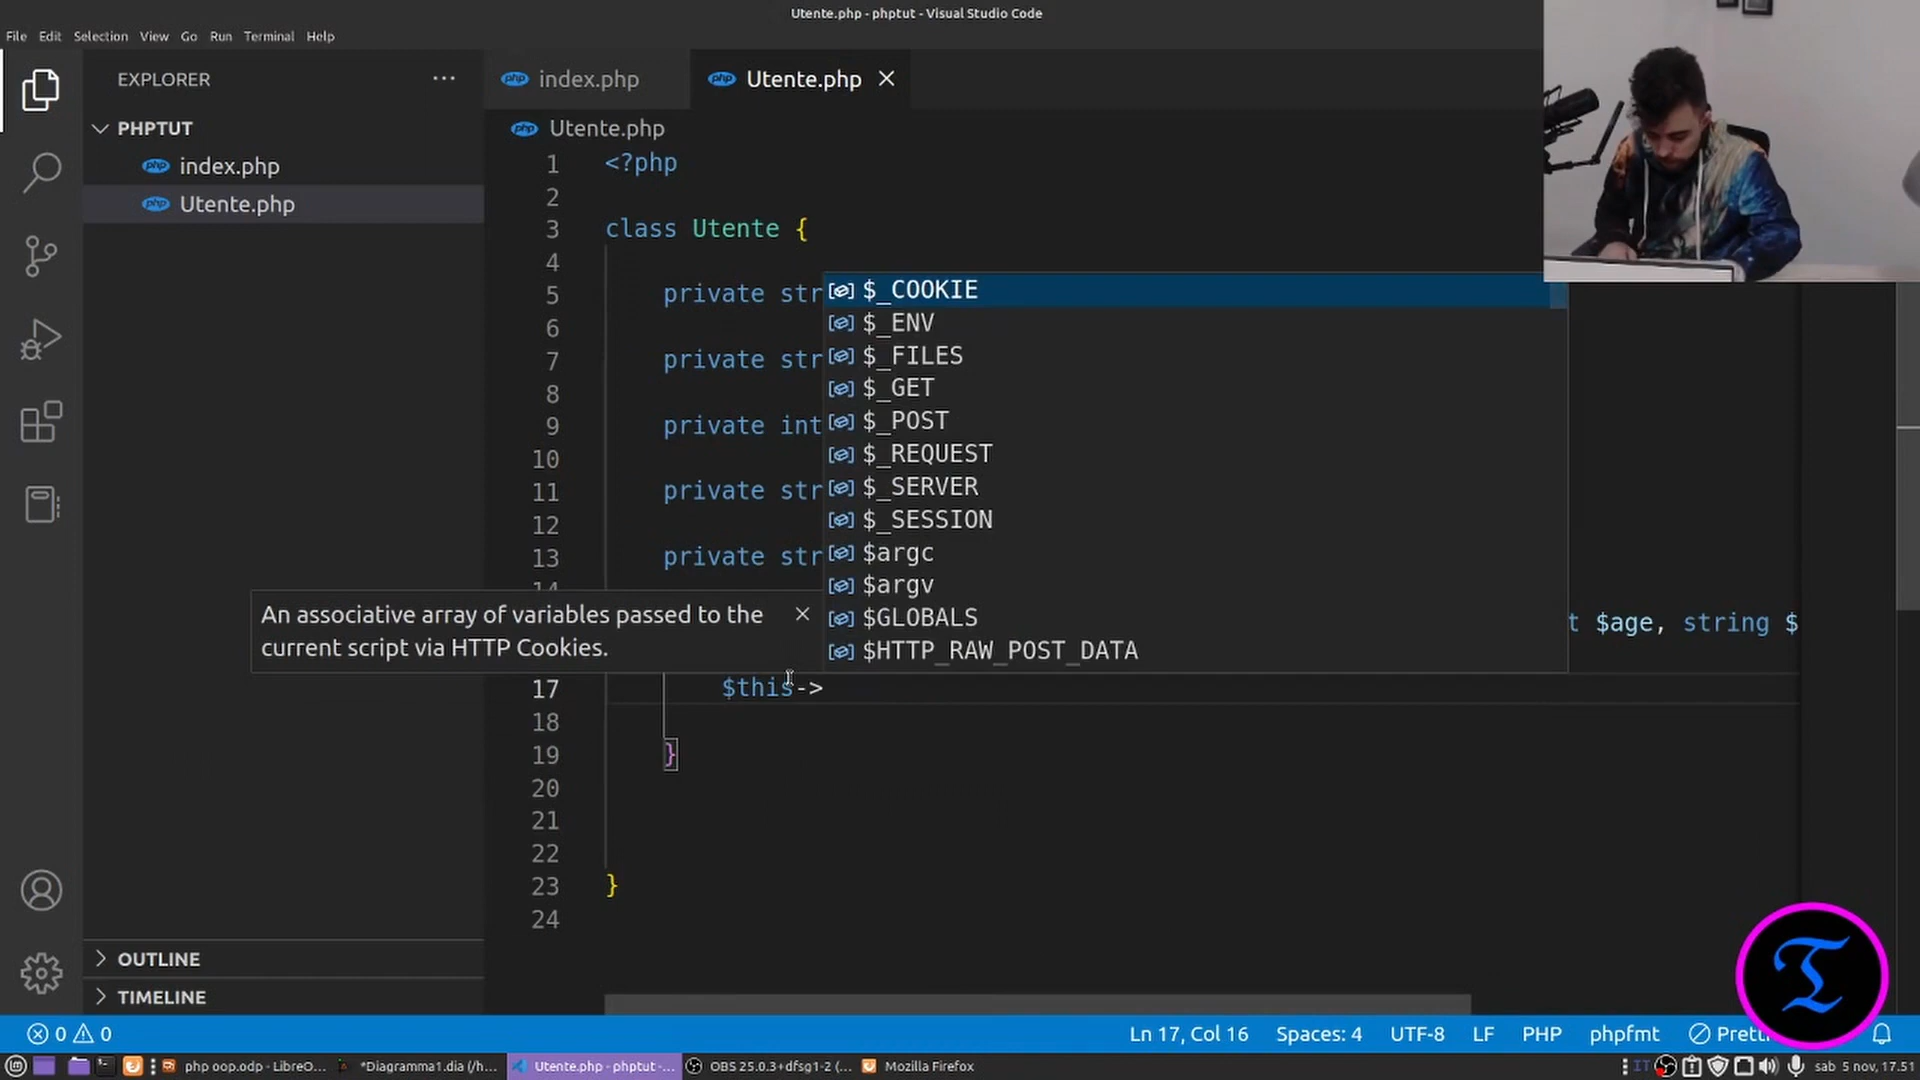 Utente.php - phptut - Visual Studio Code
File Edit Selection View Go Run Terminal Help
EXPLORER
PHPTUT
index.php
Utente.php
OUTLINE
TIMELINE
index.php
Utente.php
Utente.php
1 <?php
2
3 class Utente {
4
5 private str
6
7 private str
8
9 private int
10
11 private str
12
13 private str
$_COOKIE
$_ENV
$_FILES
$_GET
$_POST
$_REQUEST
$_SERVER
$_SESSION
$argc
$argv
$GLOBALS
$HTTP_RAW_POST_DATA
An associative array of variables passed to the
current script via HTTP Cookies.
t $age, string $
17 $this->
18
19 }
20
21
22
23 }
24
0 0 Ln 17, Col 16 Spaces: 4 UTF-8 LF PHP phpfmt
php oop.odp - LibreO... *Diagramma1.dia (/h... Utente.php - phptut -... OBS 25.0.3+dfsg1-2 (... Mozilla Firefox IT sab 5 nov, 17.51